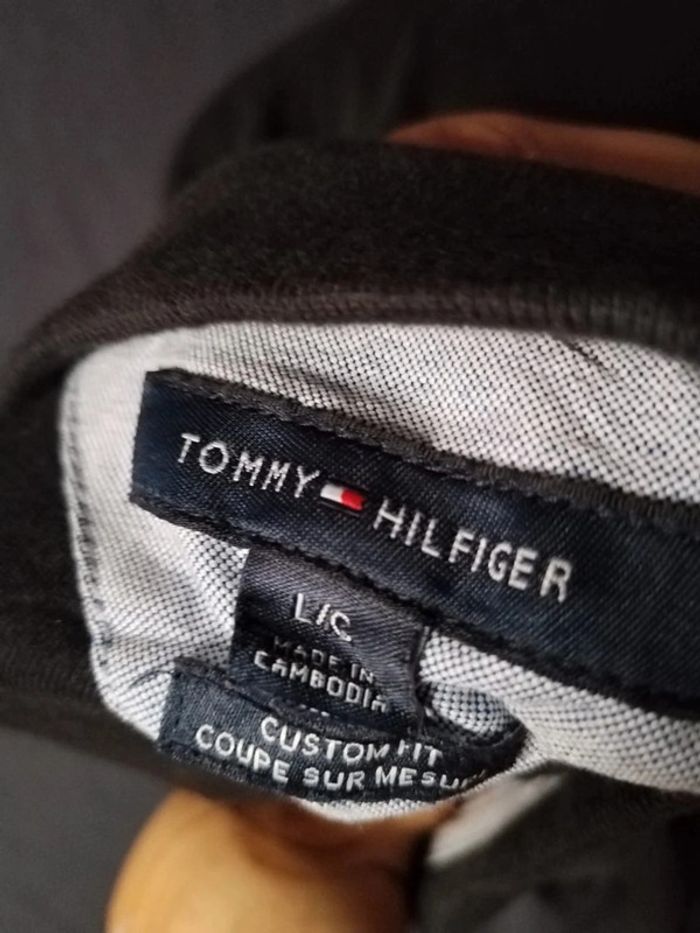 TOMMY HILFIGER
L/G
MADE IN
CAMBODIA
CUSTOM FIT
COUPE SUR